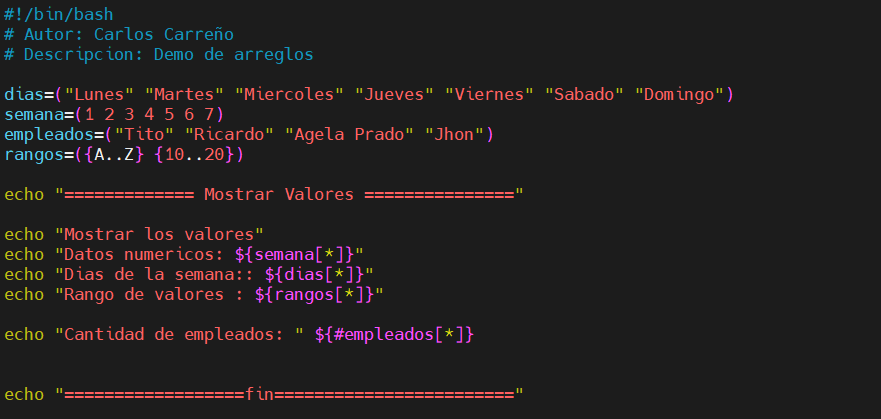 #!/bin/bash
# Autor: Carlos Carreño
# Descripcion: Demo de arreglos
dias=("Lunes" "Martes" "Miercoles" "Jueves" "Viernes" "Sabado" "Domingo")
semana=(1 2 3 4 5 6 7)
empleados=("Tito" "Ricardo" "Agela Prado" "Jhon")
rangos=({A..Z} {10..20})
echo "============= Mostrar Valores ==============="
echo "Mostrar los valores"
echo "Datos numericos: ${semana[*]}"
echo "Dias de la semana:: ${dias[*]}"
echo "Rango de valores : ${rangos[*]}"
echo "Cantidad de empleados: " ${#empleados[*]}
echo "==================fin========================"